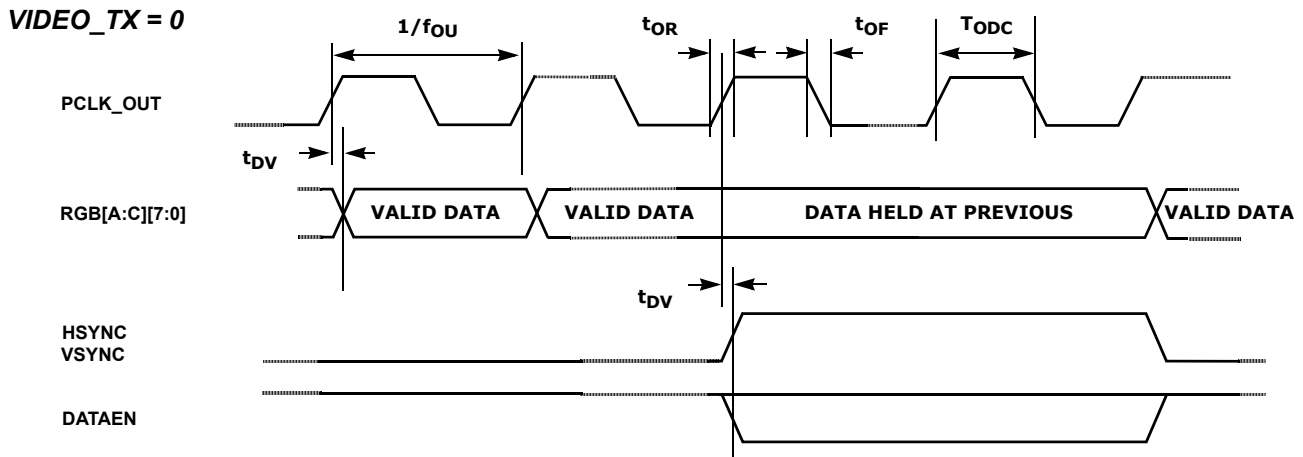 VIDEO_TX = 0
1/fOU
tOR
tOF
TODC
PCLK_OUT
tDV
RGB[A:C][7:0]
VALID DATA
VALID DATA
DATA HELD AT PREVIOUS
VALID DATA
tDV
HSYNC
VSYNC
DATAEN